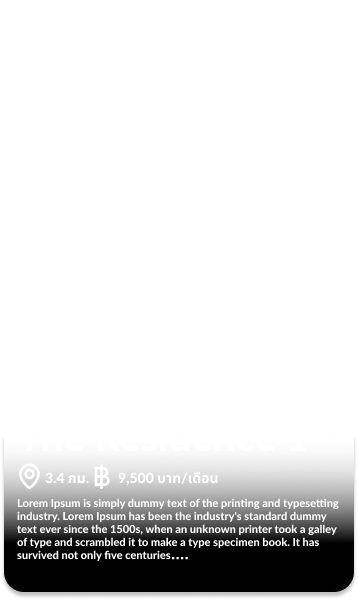 The Residence 1
3.4 กม. ฿ 9,500 บาท/เดือน
Lorem Ipsum is simply dummy text of the printing and typesetting
industry. Lorem Ipsum has been the industry's standard dummy
text ever since the 1500s, when an unknown printer took a galley
of type and scrambled it to make a type specimen book. It has
survived not only five centuries....